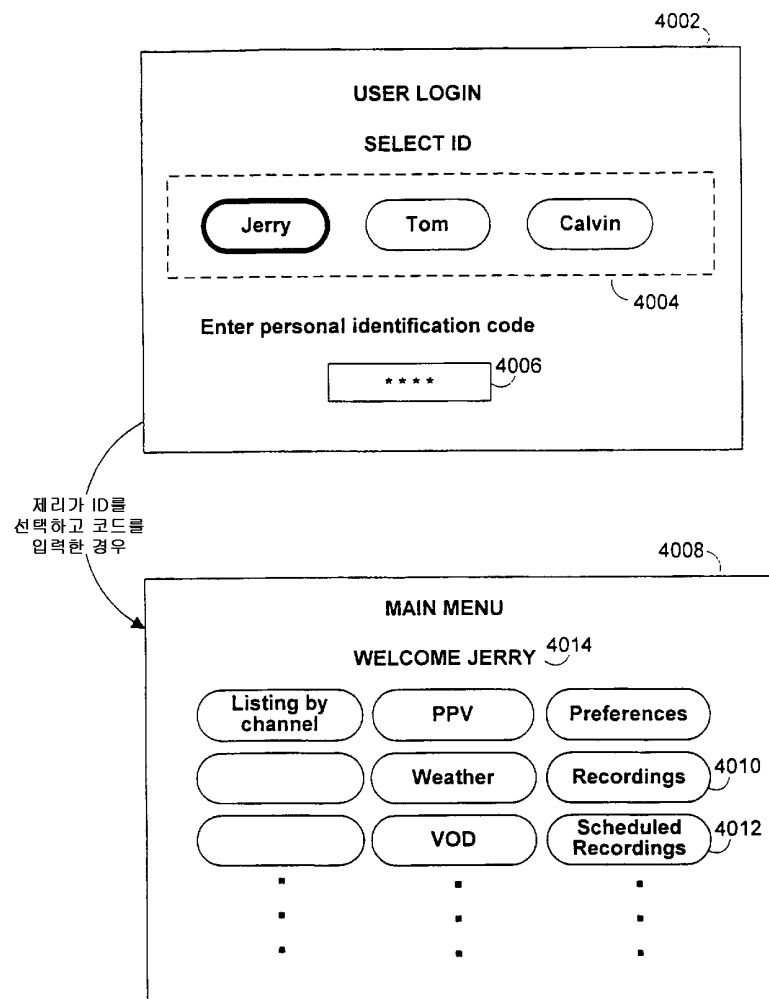 4002
USER LOGIN
SELECT ID
Jerry
Tom
Calvin
4004
Enter personal identification code
4006
* * * *
제리가 ID를
선택하고 코드를
입력한 경우
4008
MAIN MENU
WELCOME JERRY
4014
Listing by
channel
PPV
Preferences
Weather
Recordings
4010
VOD
Scheduled
Recordings
4012